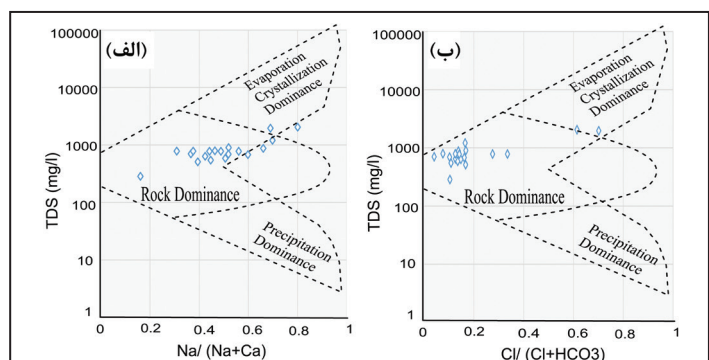 (الف)
100000
10000
1000
100
10
1
TDS (mg/l)
Evaporation
Crystallization
Dominance
Rock Dominance
Precipitation
Dominance
0 0.2 0.4 0.6 0.8 1
Na/ (Na+Ca)
(ب)
100000
10000
1000
100
10
1
TDS (mg/l)
Evaporation
Crystallization
Dominance
Rock Dominance
Precipitation
Dominance
0 0.2 0.4 0.6 0.8 1
Cl/ (Cl+HCO3)